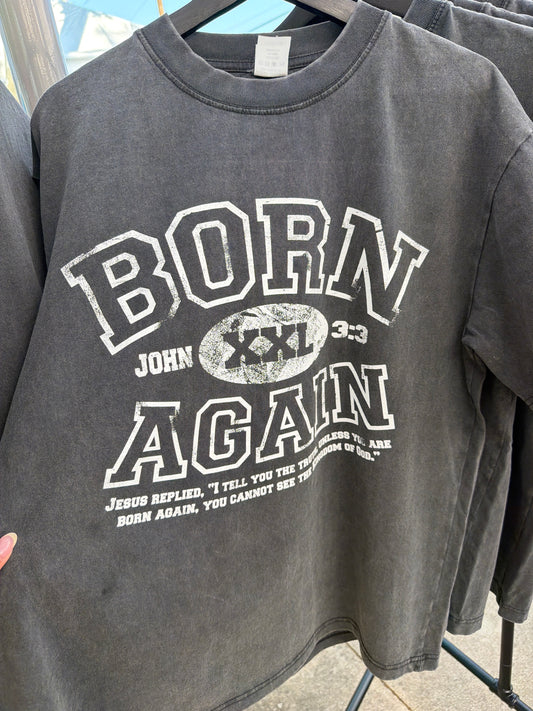 BORN
JOHN XXL 3:3
AGAIN
JESUS REPLIED, "I TELL YOU THE TRUTH, UNLESS YOU ARE
BORN AGAIN, YOU CANNOT SEE THE KINGDOM OF GOD."